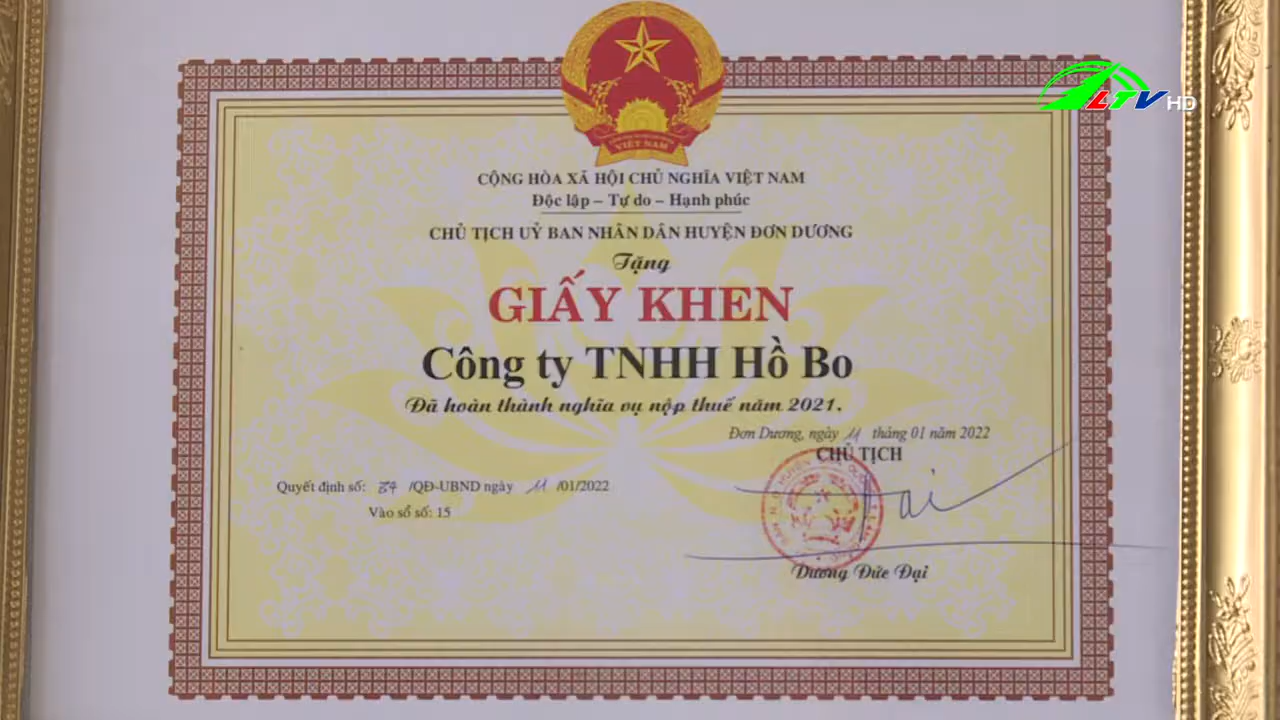 LTV HD
VIỆT NAM
CỘNG HÒA XÃ HỘI CHỦ NGHĨA VIỆT NAM
Độc lập – Tự do – Hạnh phúc
CHỦ TỊCH UỶ BAN NHÂN DÂN HUYỆN ĐƠN DƯƠNG
Tặng
GIẤY KHEN
Công ty TNHH Hồ Bo
Đã hoàn thành nghĩa vụ nộp thuế năm 2021.
Đơn Dương, ngày 11 tháng 01 năm 2022
CHỦ TỊCH
Quyết định số: /QĐ-UBND ngày 11 /01/2022
Vào sổ số: 15
Dương Đức Đại